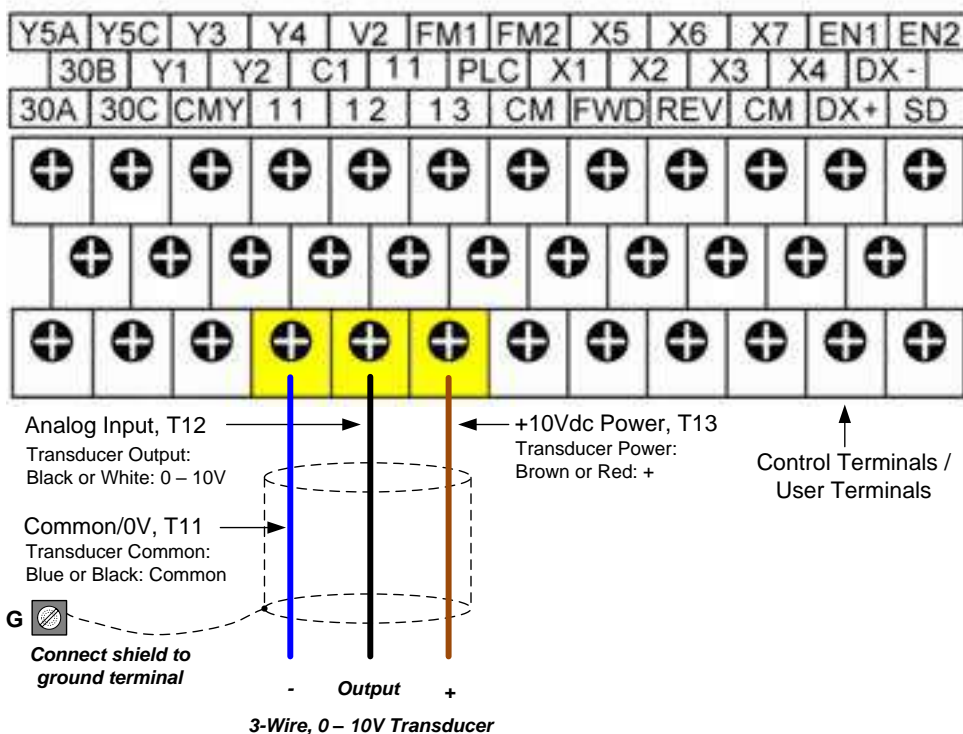 Y5A Y5C Y3 Y4 V2 FM1 FM2 X5 X6 X7 EN1 EN2
30B Y1 Y2 C1 11 PLC X1 X2 X3 X4 DX-
30A 30C CMY 11 12 13 CM FWD REV CM DX+ SD
Analog Input, T12
Transducer Output:
Black or White: 0 – 10V
+10Vdc Power, T13
Transducer Power:
Brown or Red: +
Control Terminals /
User Terminals
Common/0V, T11
Transducer Common:
Blue or Black: Common
G
Connect shield to
ground terminal
- Output +
3-Wire, 0 – 10V Transducer